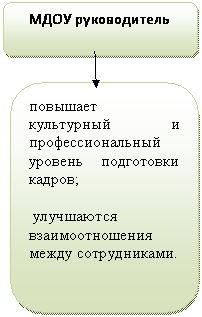 МДОУ руководитель
повышает
культурный и
профессиональный
уровень подготовки
кадров;
улучшаются
взаимоотношения
между сотрудниками.